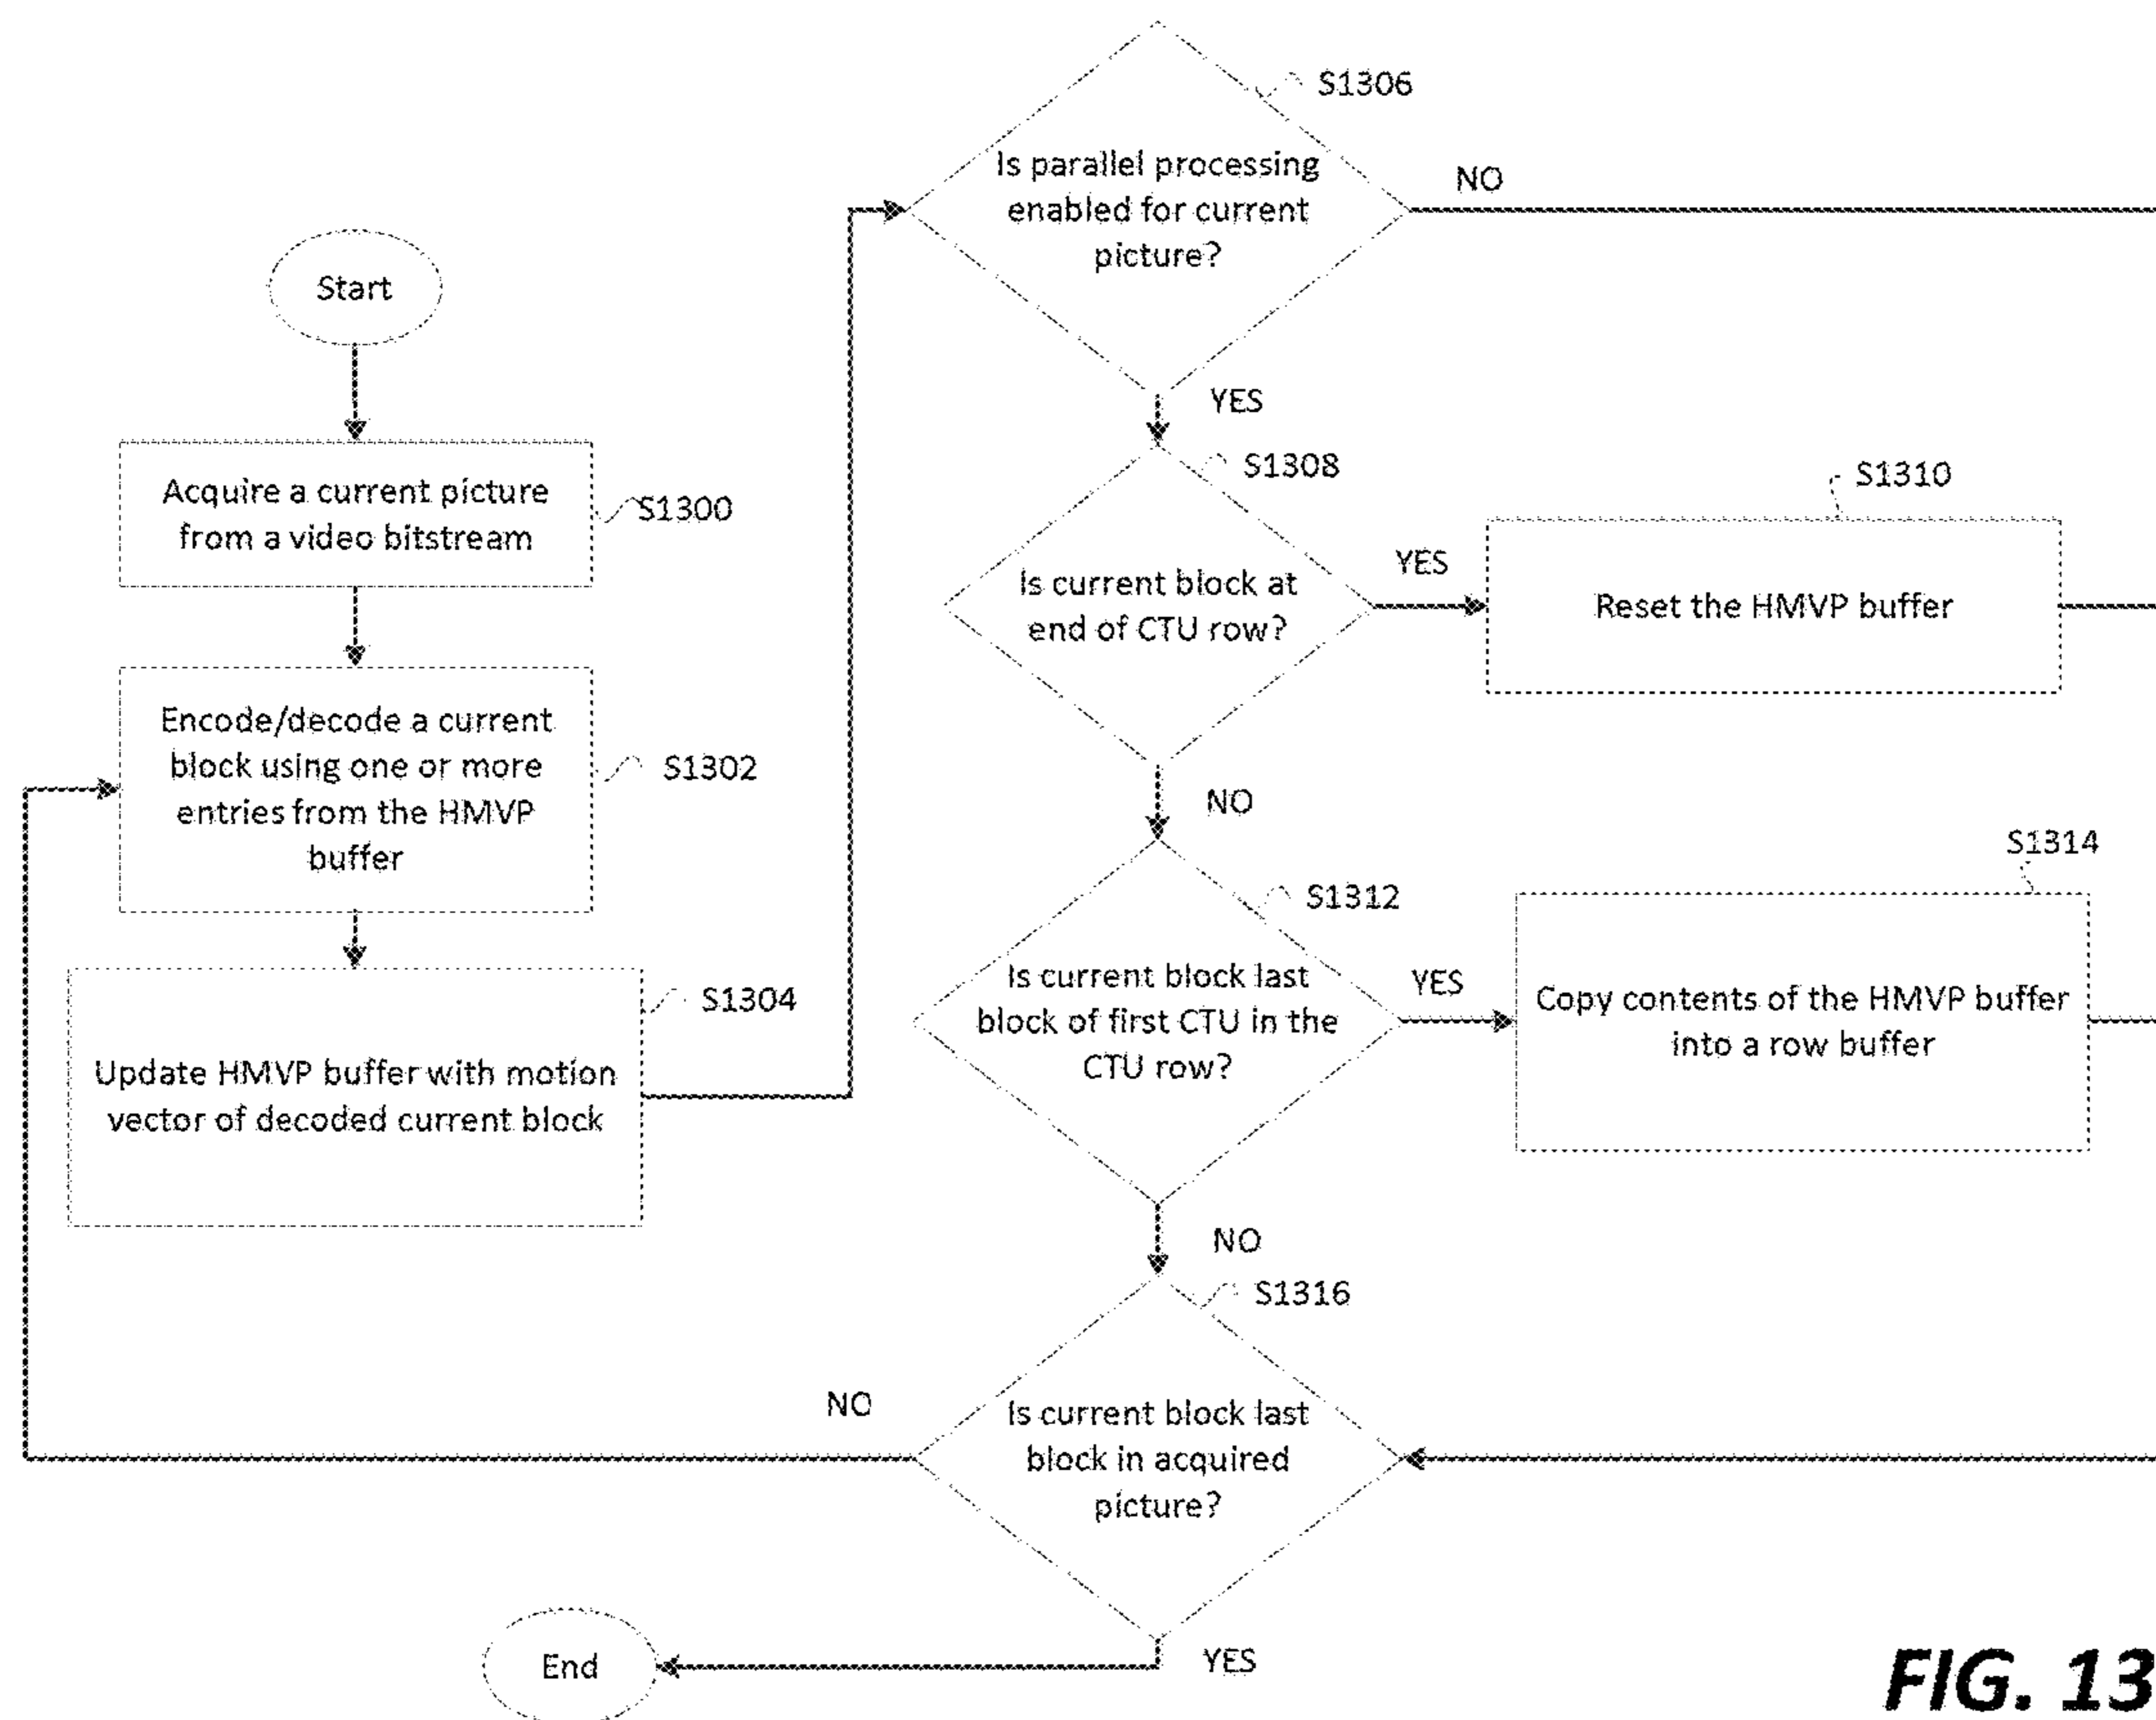 Start
Acquire a current picture
from a video bitstream
S1300
Encode/decode a current
block using one or more
entries from the HMVP
buffer
S1302
Update HMVP buffer with motion
vector of decoded current block
S1304
Is parallel processing
enabled for current
picture?
S1306
NO
YES
Is current block at
end of CTU row?
S1308
YES
Reset the HMVP buffer
S1310
NO
Is current block last
block of first CTU in the
CTU row?
S1312
YES
Copy contents of the HMVP buffer
into a row buffer
S1314
NO
Is current block last
block in acquired
picture?
S1316
NO
YES
End
FIG. 13